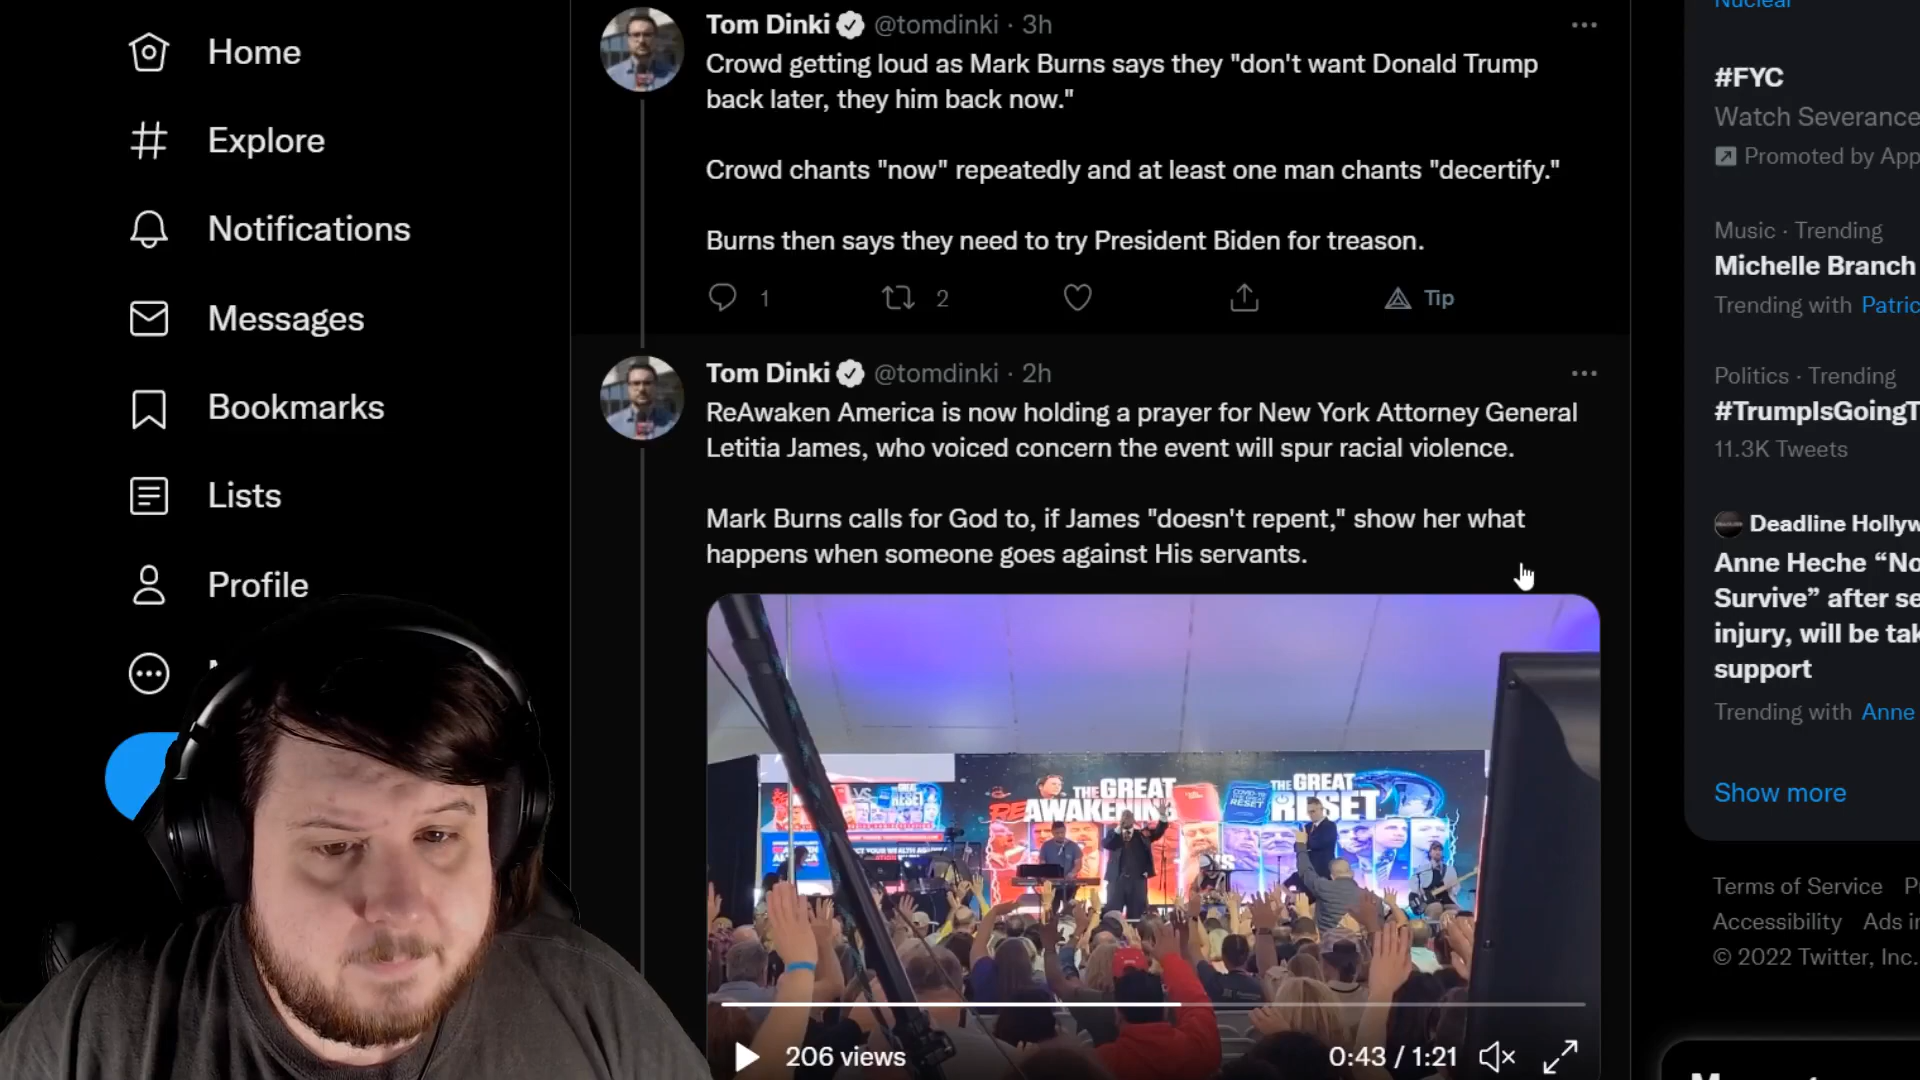 Home
Explore
Notifications
Messages
Bookmarks
Lists
Profile
Tom Dinki @tomdinki · 3h
Crowd getting loud as Mark Burns says they "don't want Donald Trump
back later, they him back now."
Crowd chants "now" repeatedly and at least one man chants "decertify."
Burns then says they need to try President Biden for treason.
1
2
Tip
Tom Dinki @tomdinki · 2h
ReAwaken America is now holding a prayer for New York Attorney General
Letitia James, who voiced concern the event will spur racial violence.
Mark Burns calls for God to, if James "doesn't repent," show her what
happens when someone goes against His servants.
THE GREAT
REAWAKENING
THE GREAT
RESET
VS
206 views
0:43 / 1:21
Nuclear
#FYC
Watch Severance
Promoted by App
Music · Trending
Michelle Branch
Trending with Patric
Politics · Trending
#TrumpIsGoingT
11.3K Tweets
Deadline Hollyw
Anne Heche “No
Survive” after se
injury, will be tak
support
Trending with Anne
Show more
Terms of Service P
Accessibility Ads in
© 2022 Twitter, Inc.